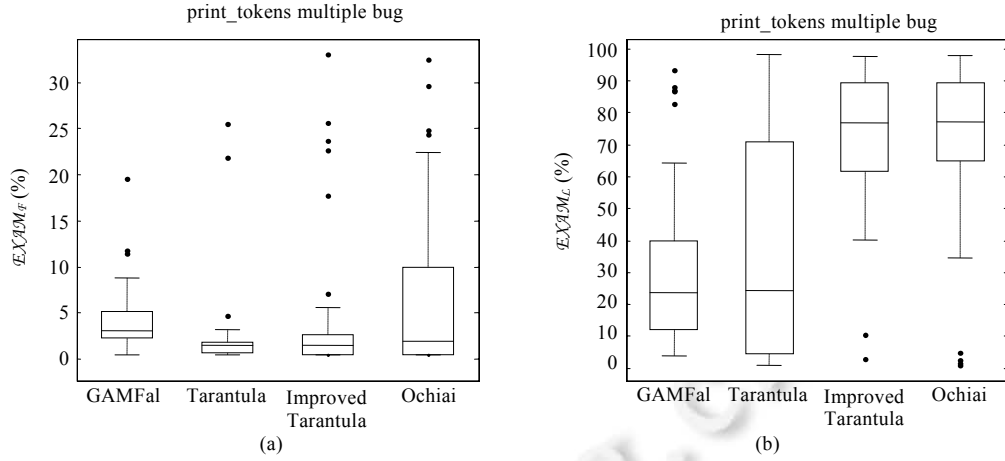 print_tokens multiple bug
30
25
20
15
10
5
0
EXAM_F (%)
GAMFal Tarantula Improved Tarantula Ochiai
(a)
print_tokens multiple bug
100
90
80
70
60
50
40
30
20
10
0
EXAM_L (%)
GAMFal Tarantula Improved Tarantula Ochiai
(b)